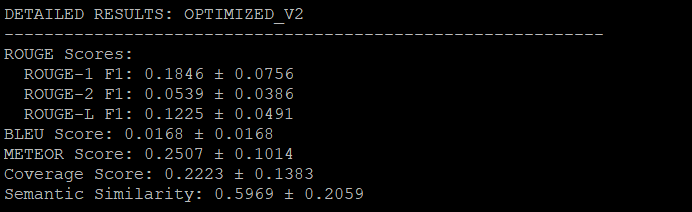 DETAILED RESULTS: OPTIMIZED_V2
------------------------------------------------------------
ROUGE Scores:
  ROUGE-1 F1: 0.1846 ± 0.0756
  ROUGE-2 F1: 0.0539 ± 0.0386
  ROUGE-L F1: 0.1225 ± 0.0491
BLEU Score: 0.0168 ± 0.0168
METEOR Score: 0.2507 ± 0.1014
Coverage Score: 0.2223 ± 0.1383
Semantic Similarity: 0.5969 ± 0.2059